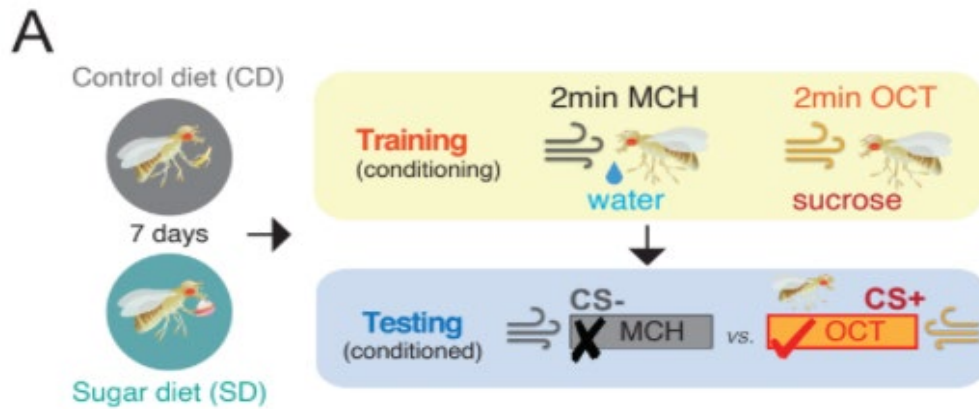 A
Control diet (CD)
7 days
Sugar diet (SD)
Training
(conditioning)
2min MCH
water
2min OCT
sucrose
Testing
(conditioned)
CS-
MCH
vs.
CS+
OCT